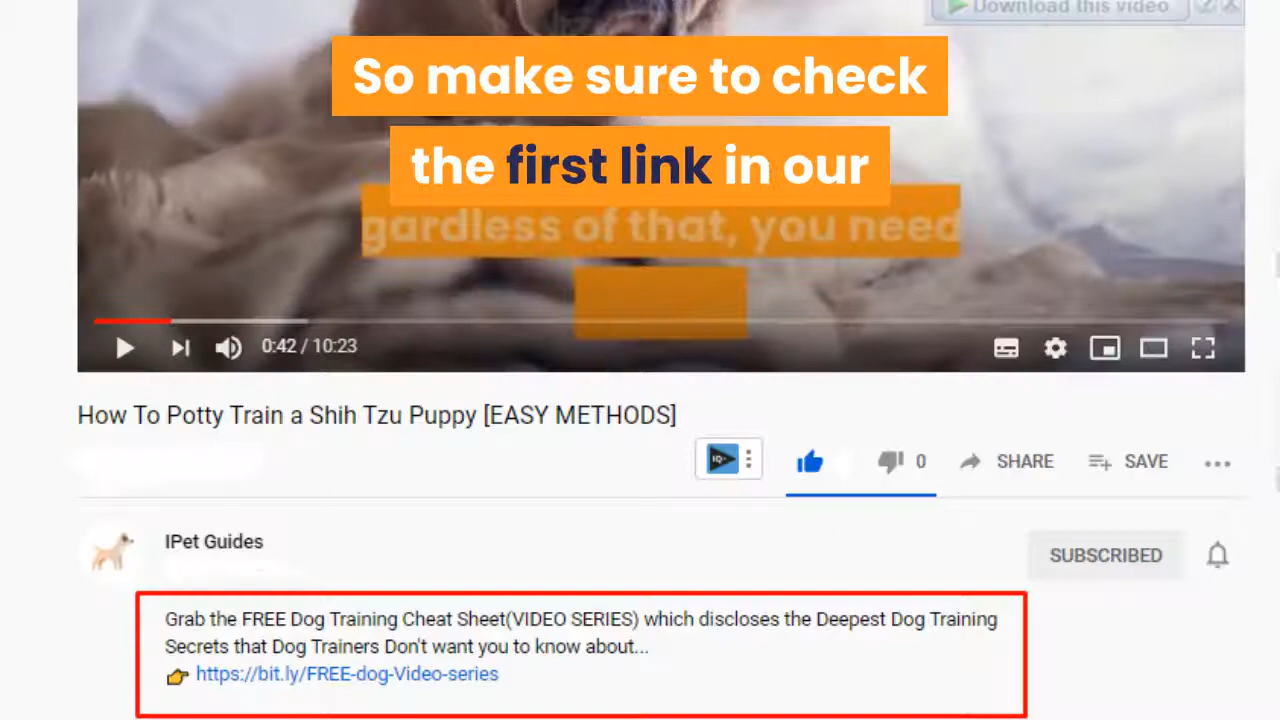 Download this video
So make sure to check
the first link in our
gardless of that, you need
0:42 / 10:23
How To Potty Train a Shih Tzu Puppy [EASY METHODS]
IQ
0
SHARE
SAVE
IPet Guides
SUBSCRIBED
Grab the FREE Dog Training Cheat Sheet(VIDEO SERIES) which discloses the Deepest Dog Training
Secrets that Dog Trainers Don't want you to know about...
👉 https://bit.ly/FREE-dog-Video-series